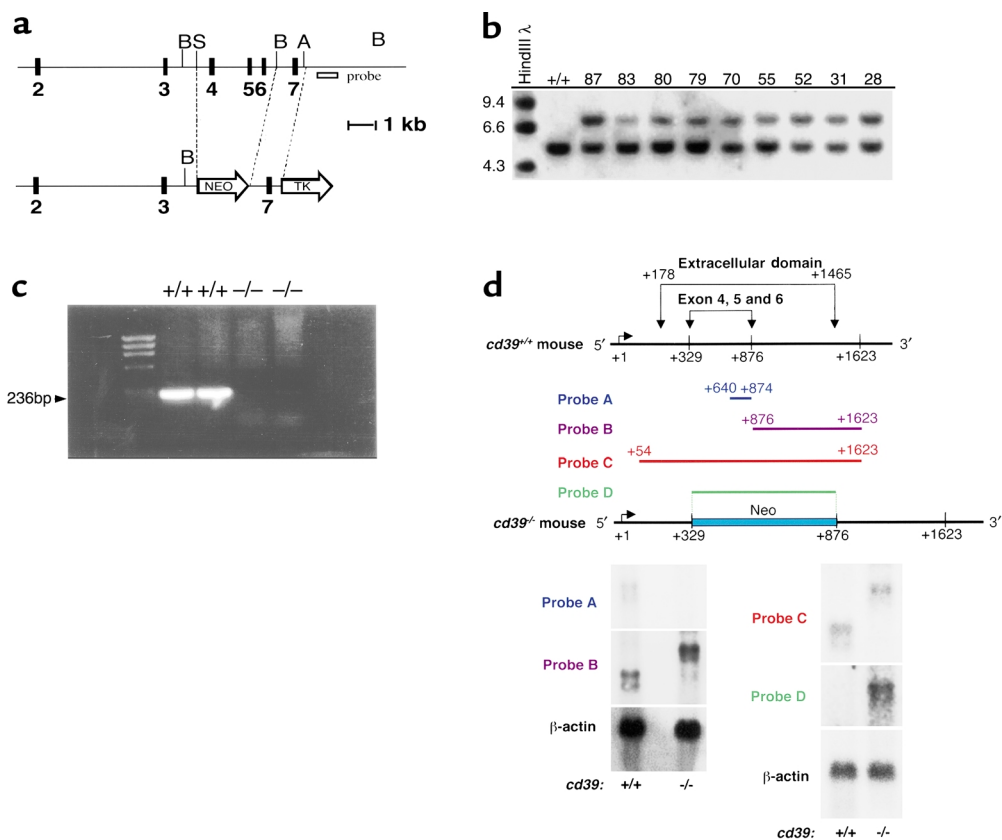 a
B S B A B
2 3 4 5 6 7 probe
1 kb
B
NEO TK
2 3 7
b
HindIII λ +/+ 87 83 80 79 70 55 52 31 28
9.4
6.6
4.3
c
+/+ +/+ –/– –/–
236bp
d
Extracellular domain
+178 +1465
Exon 4, 5 and 6
cd39+/+ mouse 5′ 3′
+1 +329 +876 +1623
+640 +874
Probe A
+876 +1623
Probe B
+54 +1623
Probe C
Probe D
Neo
cd39-/- mouse 5′ 3′
+1 +329 +876 +1623
Probe A
Probe B
β-actin
cd39: +/+ -/-
Probe C
Probe D
β-actin
cd39: +/+ -/-